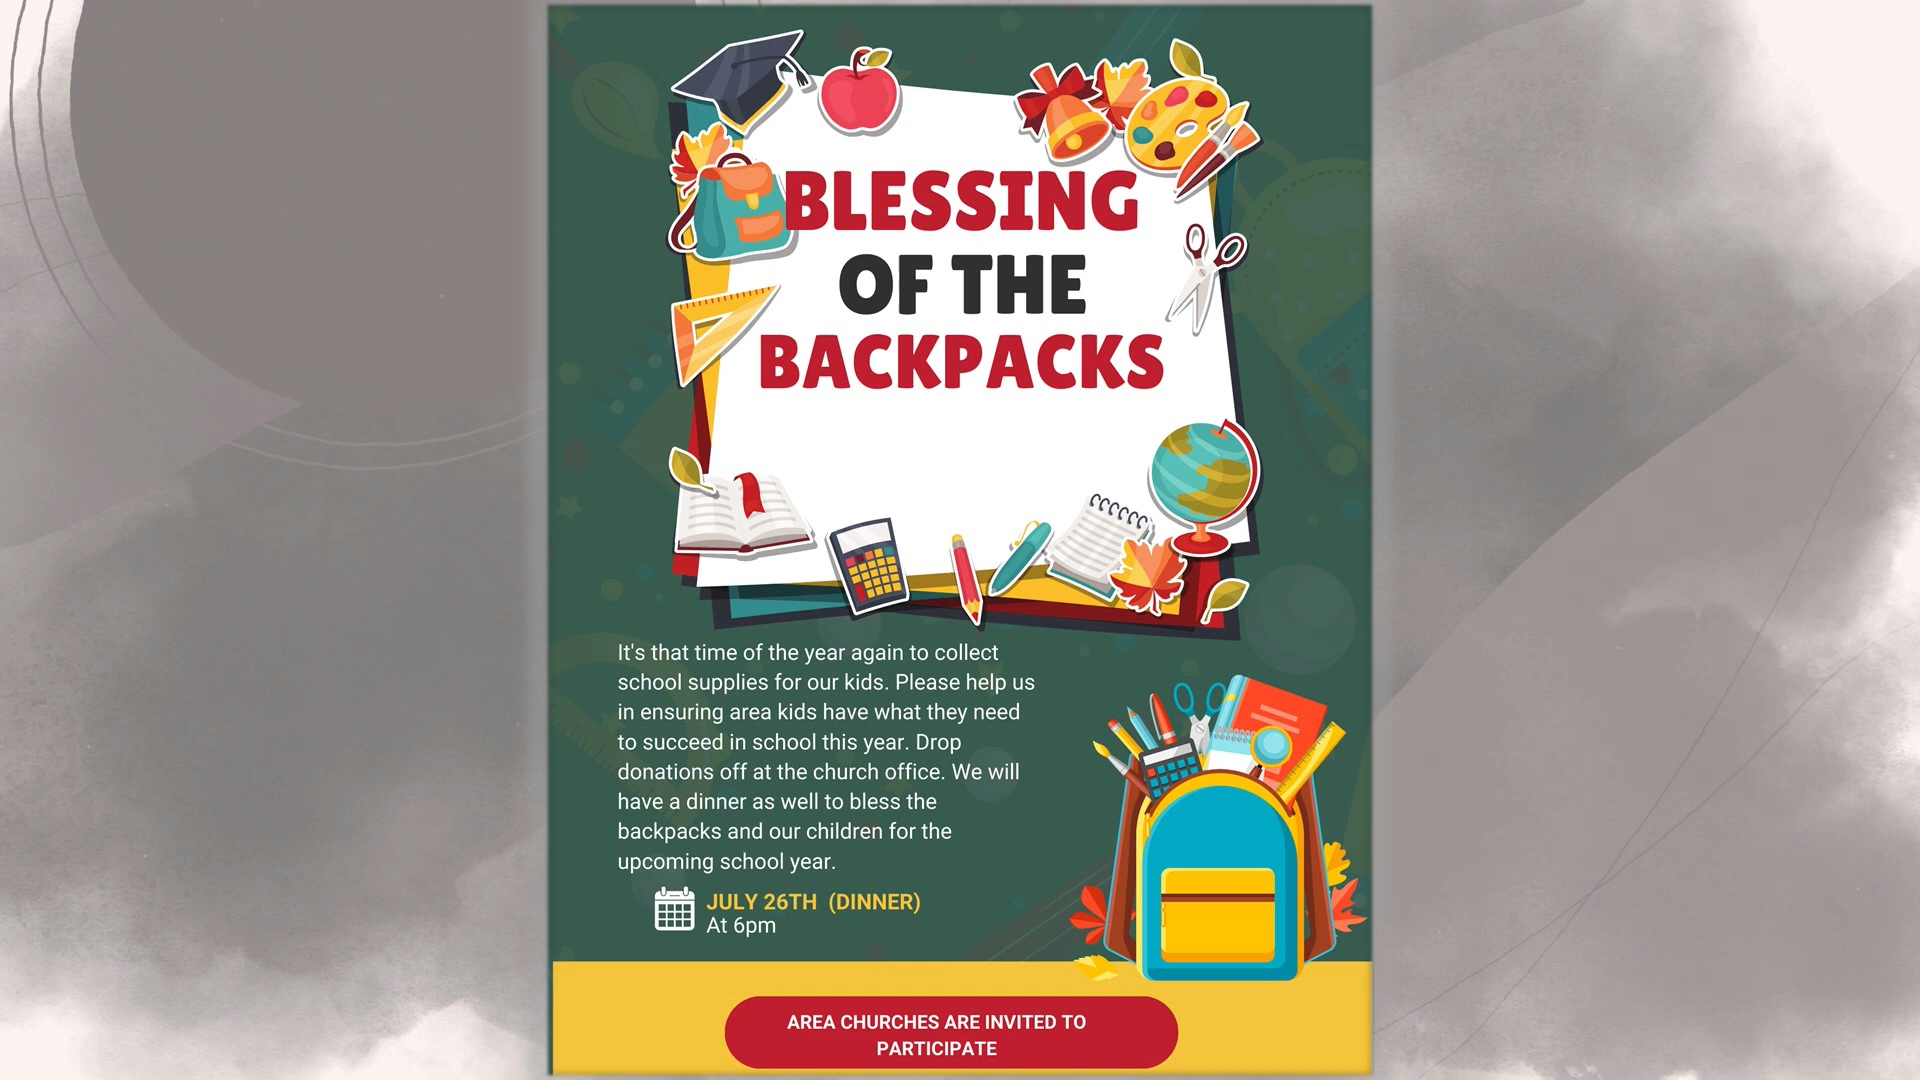 BLESSING
OF THE
BACKPACKS
It's that time of the year again to collect
school supplies for our kids. Please help us
in ensuring area kids have what they need
to succeed in school this year. Drop
donations off at the church office. We will
have a dinner as well to bless the
backpacks and our children for the
upcoming school year.
JULY 26TH (DINNER)
At 6pm
AREA CHURCHES ARE INVITED TO
PARTICIPATE